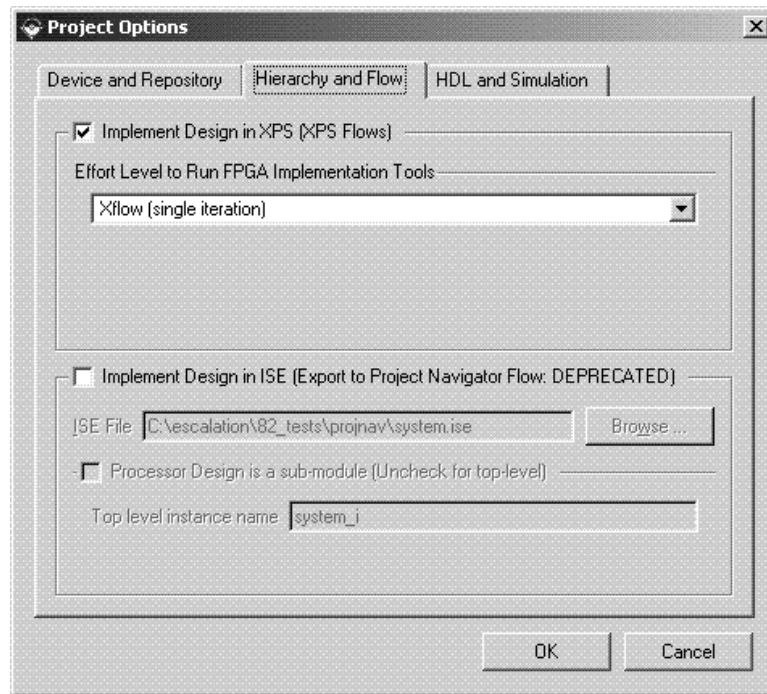 Project Options
Device and Repository Hierarchy and Flow HDL and Simulation
Implement Design in XPS (XPS Flows)
Effort Level to Run FPGA Implementation Tools
Xflow (single iteration)
Implement Design in ISE (Export to Project Navigator Flow: DEPRECATED)
ISE File C:\escalation\82_tests\projnav\system.ise Browse ...
Processor Design is a sub-module (Uncheck for top-level)
Top level instance name system_i
OK Cancel